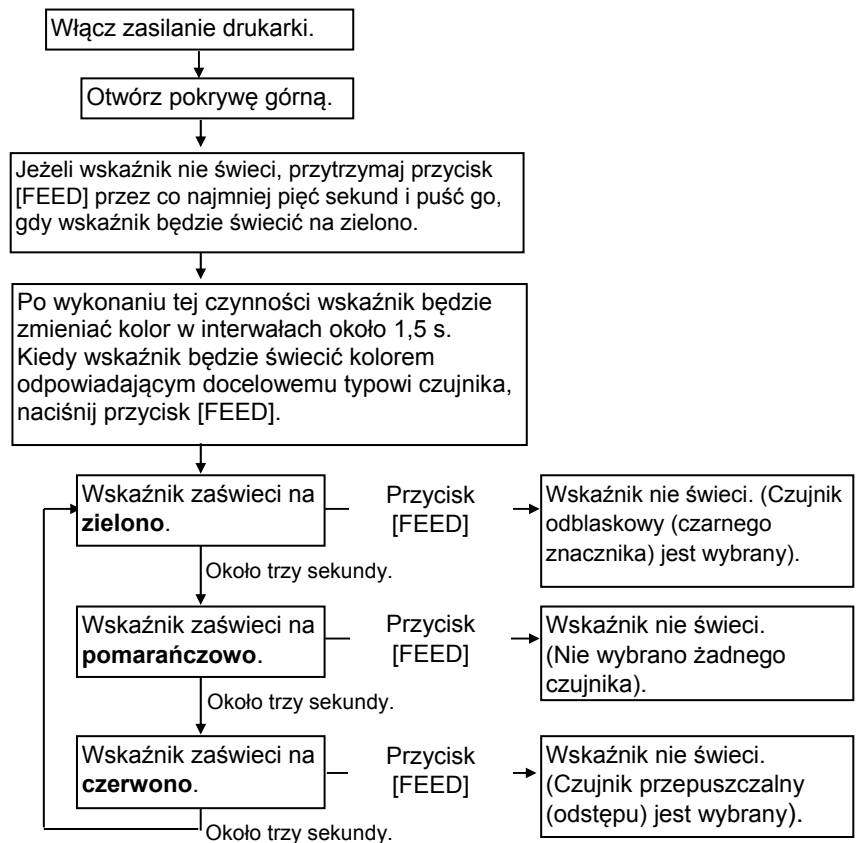 Włącz zasilanie drukarki.
Otwórz pokrywę górną.
Jeżeli wskaźnik nie świeci, przytrzymaj przycisk
[FEED] przez co najmniej pięć sekund i puść go,
gdy wskaźnik będzie świecić na zielono.
Po wykonaniu tej czynności wskaźnik będzie
zmieniać kolor w interwałach około 1,5 s.
Kiedy wskaźnik będzie świecić kolorem
odpowiadającym docelowemu typowi czujnika,
naciśnij przycisk [FEED].
Wskaźnik zaświeci na
zielono.
Przycisk
[FEED]
Wskaźnik nie świeci. (Czujnik
odblaskowy (czarnego
znacznika) jest wybrany).
Około trzy sekundy.
Wskaźnik zaświeci na
pomarańczowo.
Przycisk
[FEED]
Wskaźnik nie świeci.
(Nie wybrano żadnego
czujnika).
Około trzy sekundy.
Wskaźnik zaświeci na
czerwono.
Przycisk
[FEED]
Wskaźnik nie świeci.
(Czujnik przepuszczalny
(odstępu) jest wybrany).
Około trzy sekundy.